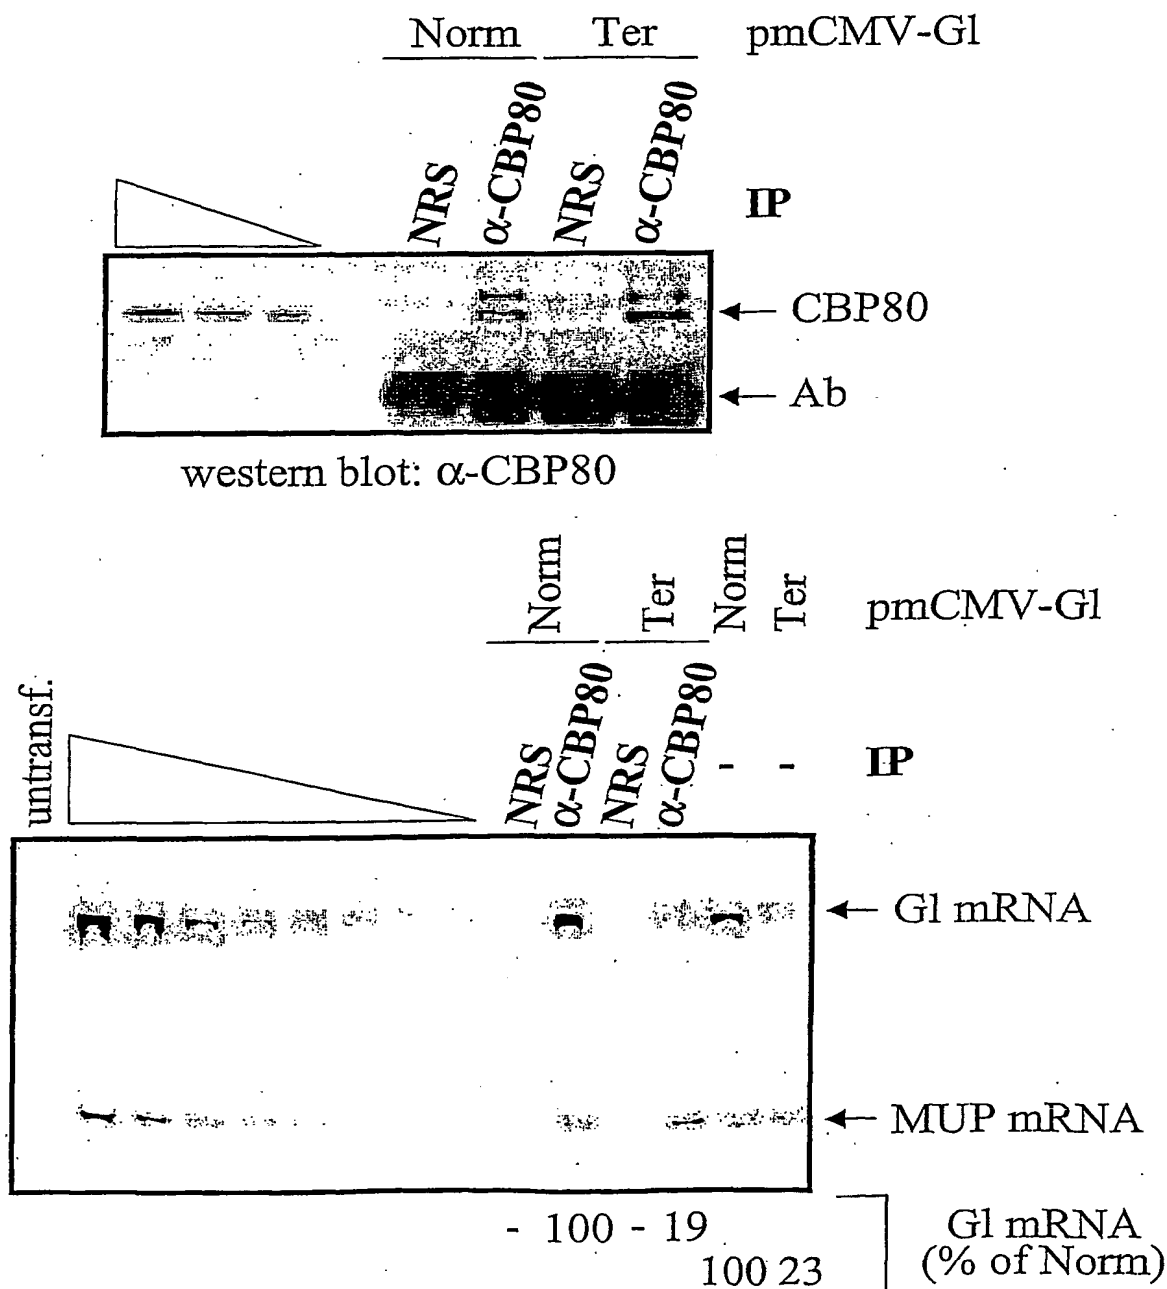 Norm Ter pmCMV-Gl
NRS α-CBP80 NRS α-CBP80 IP
CBP80
Ab
western blot: α-CBP80
Norm Ter Norm Ter pmCMV-Gl
untransf. NRS α-CBP80 NRS α-CBP80 - - IP
Gl mRNA
MUP mRNA
- 100 - 19
100 23
Gl mRNA
(% of Norm)